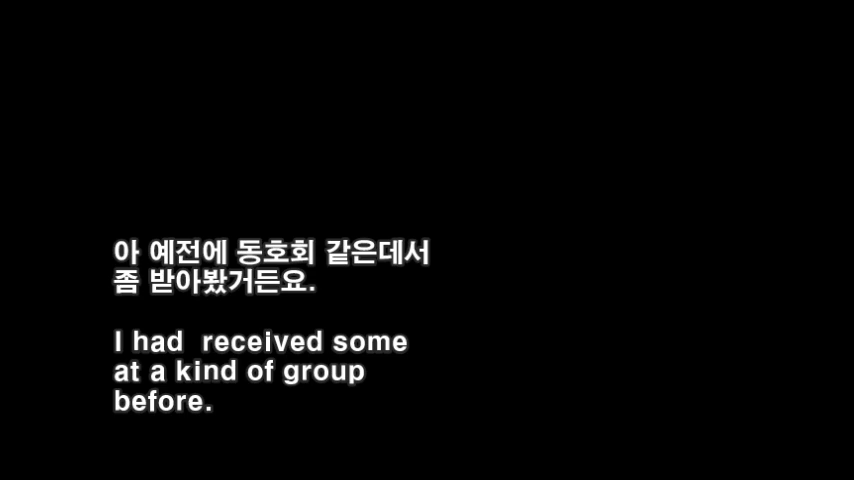 아 예전에 동호회 같은데서
좀 받아봤거든요.
I had  received some
at a kind of group
before.